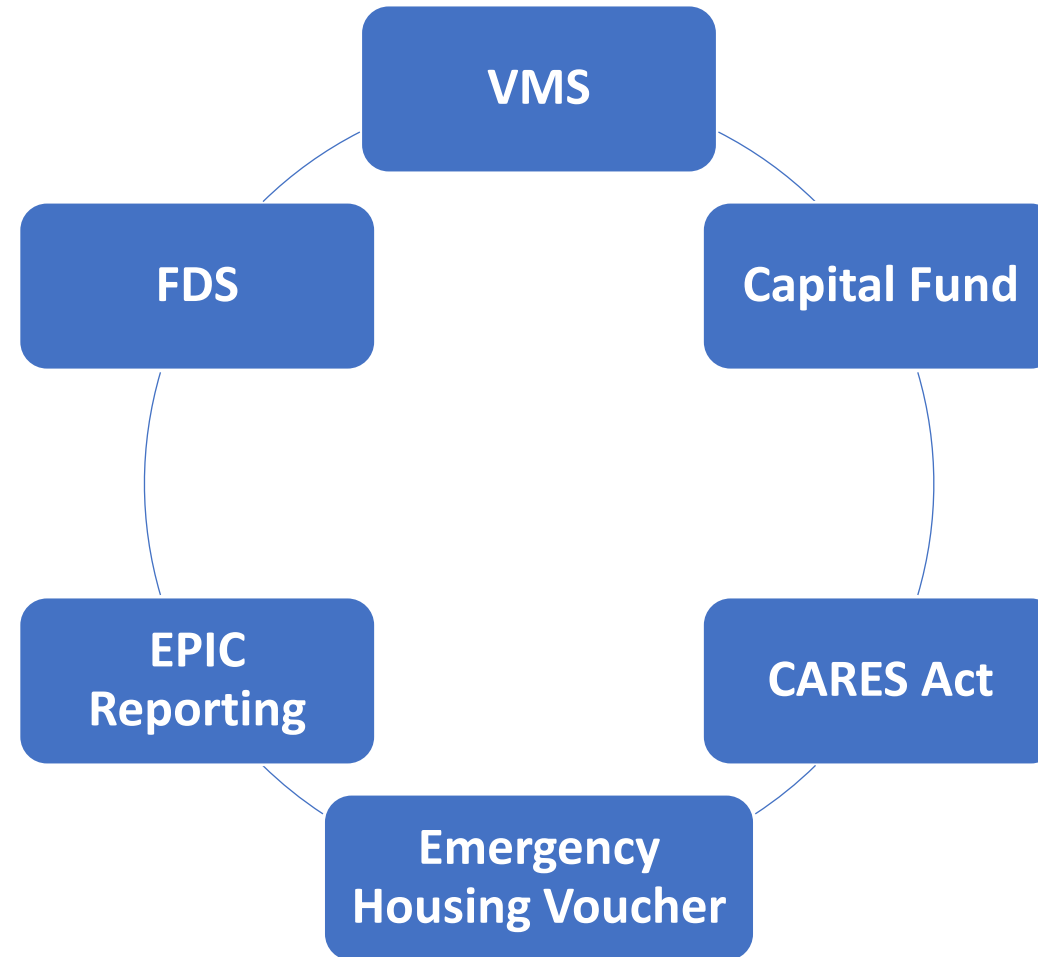 VMS
FDS
Capital Fund
EPIC
Reporting
CARES Act
Emergency
Housing Voucher